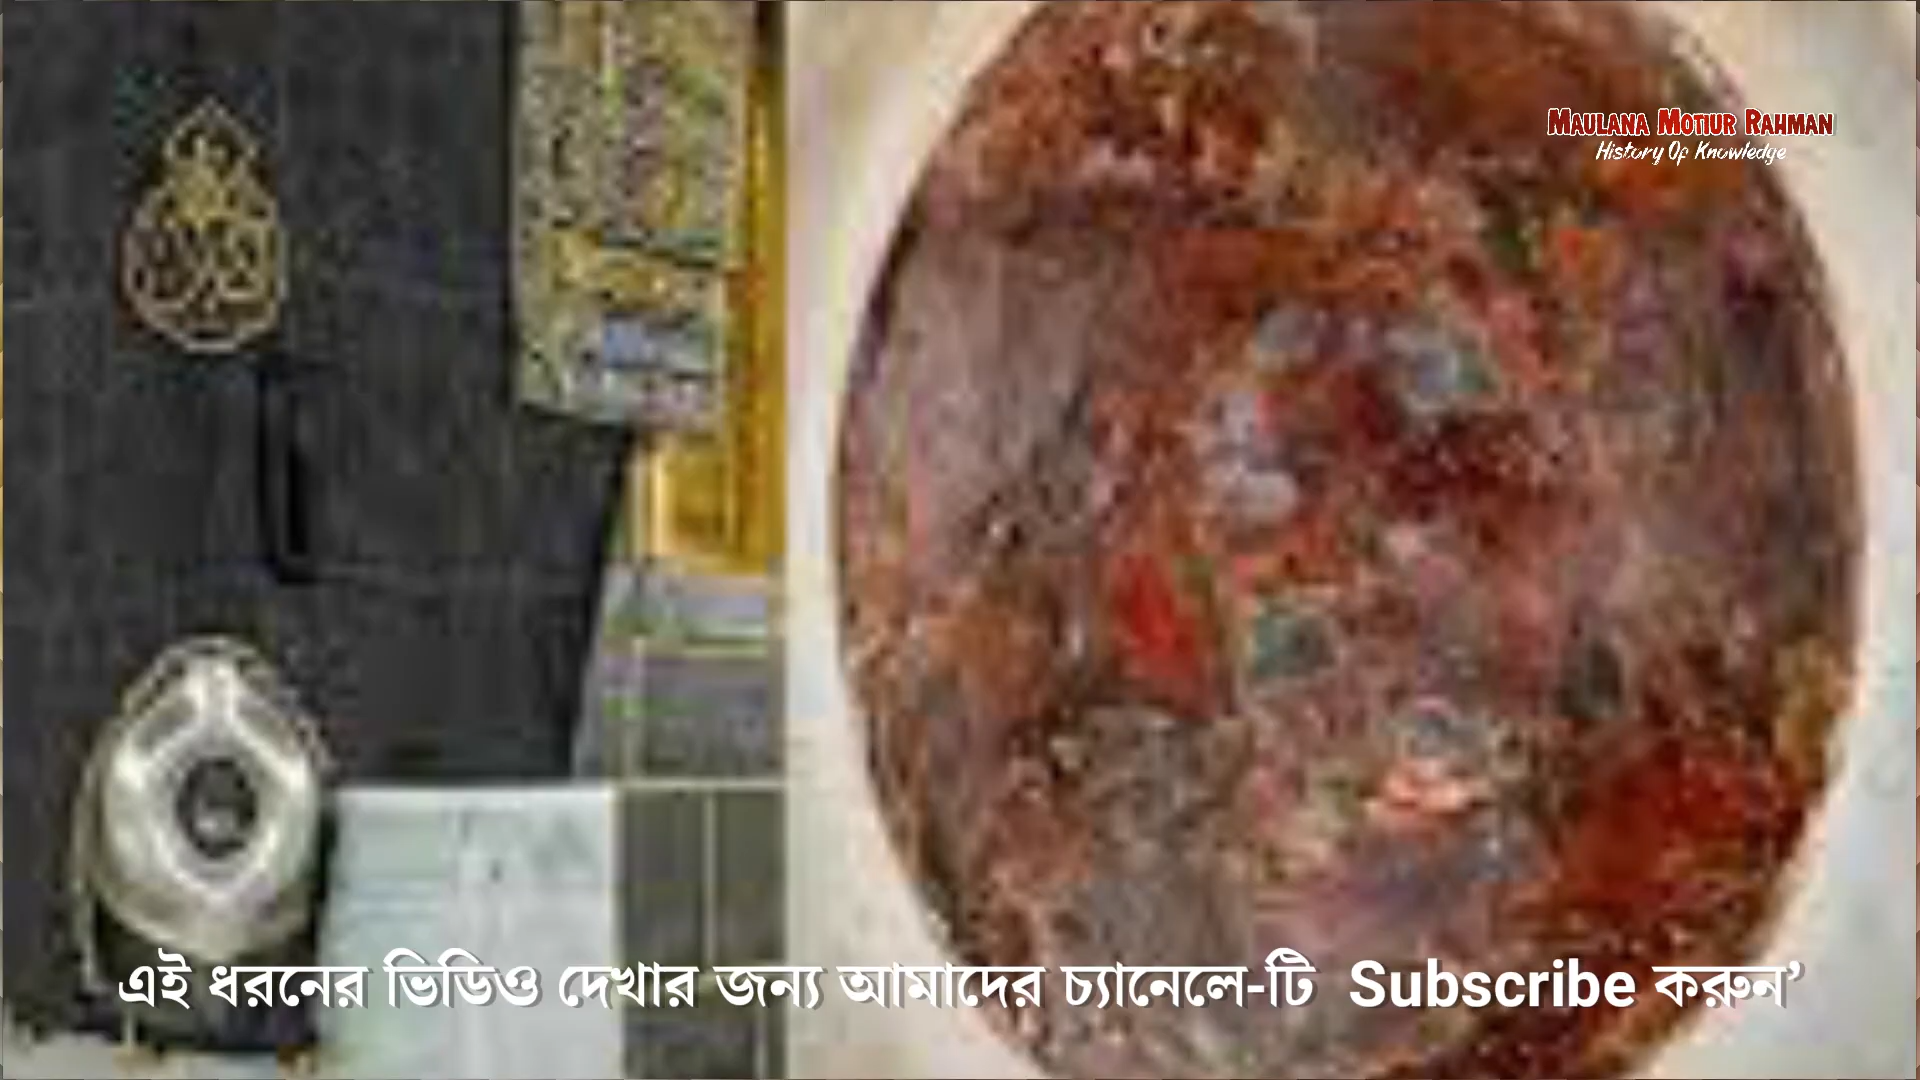 MAULANA MOTIUR RAHMAN
History Of Knowledge
এই ধরনের ভিডিও দেখার জন্য আমাদের চ্যানেলে-টি Subscribe করুন’